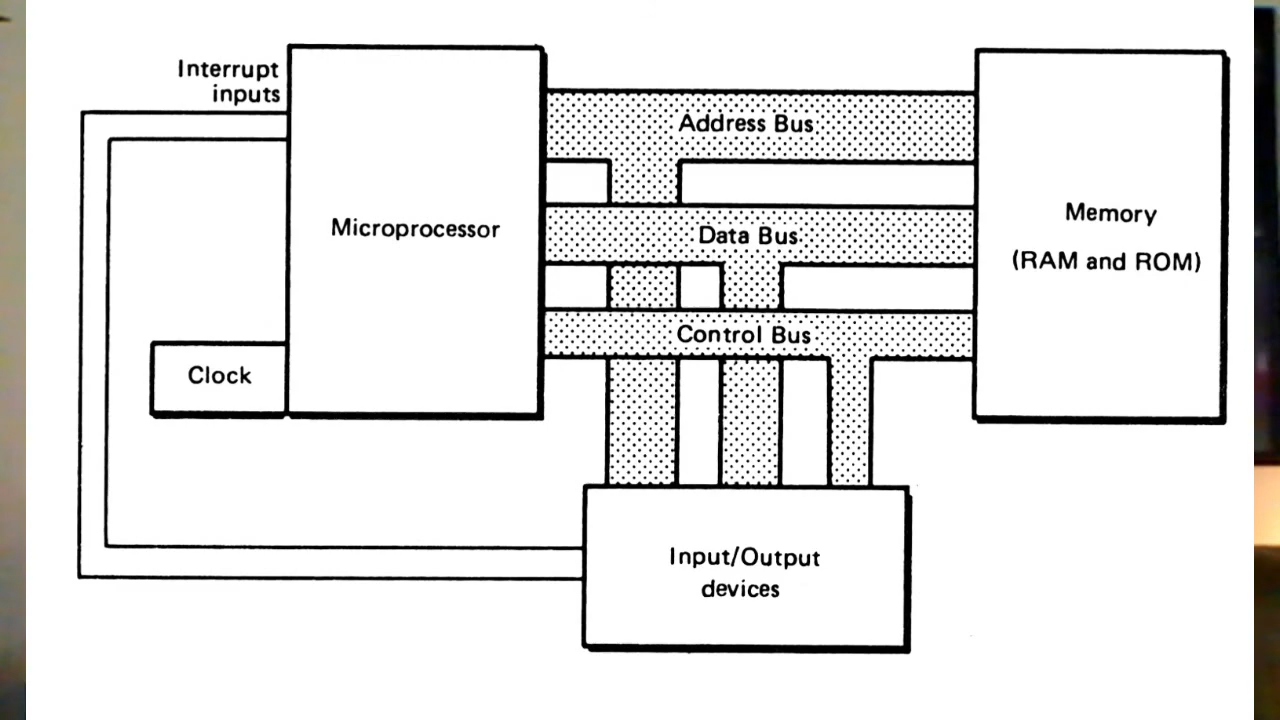 Interrupt
inputs
Address Bus
Microprocessor
Data Bus
Memory
(RAM and ROM)
Control Bus
Clock
Input/Output
devices